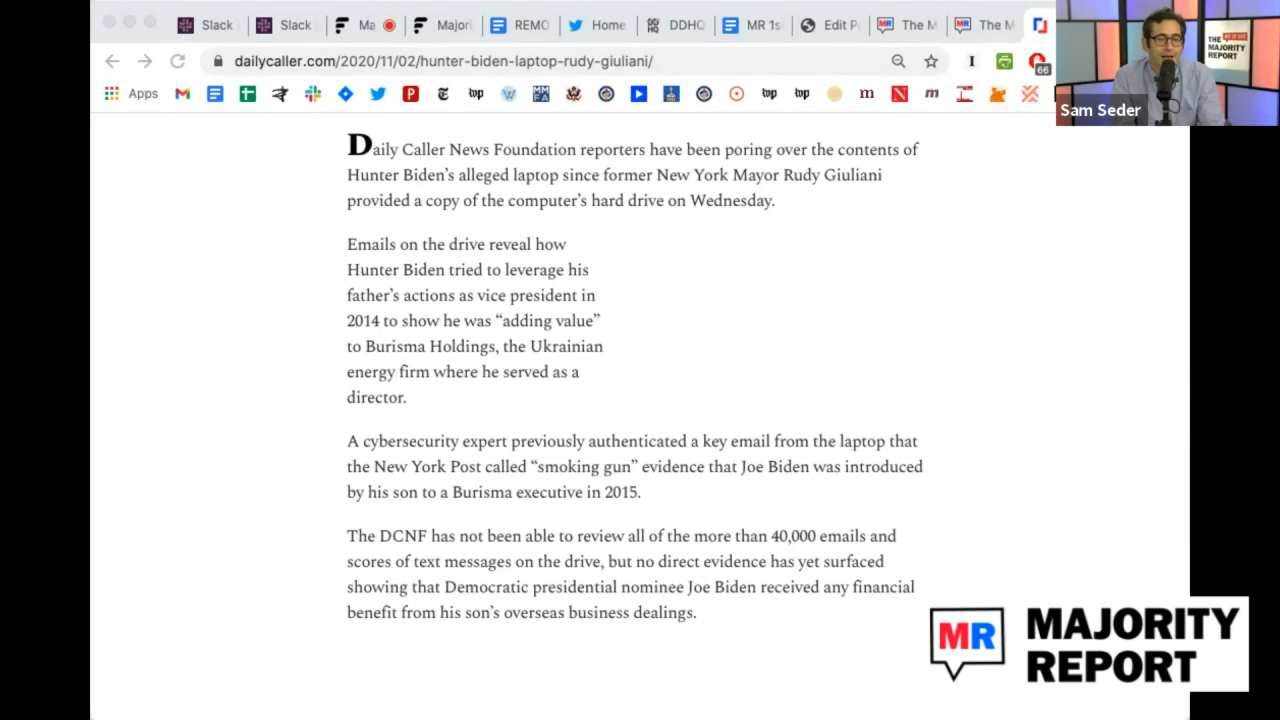 Slack
Slack
Ma
Majori
REMO
Home
DDHQ
MR 1s
Edit P
The M
The M
dailycaller.com/2020/11/02/hunter-biden-laptop-rudy-giuliani/
66
Apps
THE
MAJORITY
REPORT
Sam Seder
Daily Caller News Foundation reporters have been poring over the contents of
Hunter Biden’s alleged laptop since former New York Mayor Rudy Giuliani
provided a copy of the computer’s hard drive on Wednesday.
Emails on the drive reveal how
Hunter Biden tried to leverage his
father’s actions as vice president in
2014 to show he was “adding value”
to Burisma Holdings, the Ukrainian
energy firm where he served as a
director.
A cybersecurity expert previously authenticated a key email from the laptop that
the New York Post called “smoking gun” evidence that Joe Biden was introduced
by his son to a Burisma executive in 2015.
The DCNF has not been able to review all of the more than 40,000 emails and
scores of text messages on the drive, but no direct evidence has yet surfaced
showing that Democratic presidential nominee Joe Biden received any financial
benefit from his son’s overseas business dealings.
MR MAJORITY
REPORT